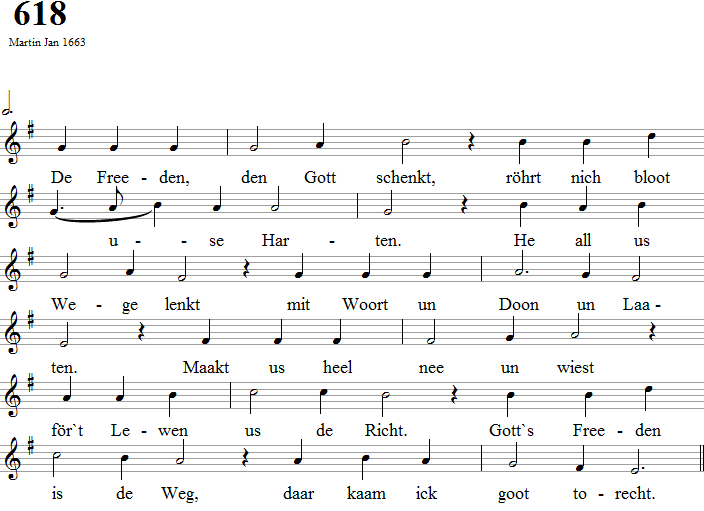 618
Martin Jan 1663
De Free - den, den Gott schenkt, röhrt nich bloot
u - - se Har - ten. He all us
We - ge lenkt mit Woort un Doon un Laa -
ten. Maakt us heel nee un wiest
för`t Le - wen us de Richt. Gott`s Free - den
is de Weg, daar kaam ick goot to - recht.